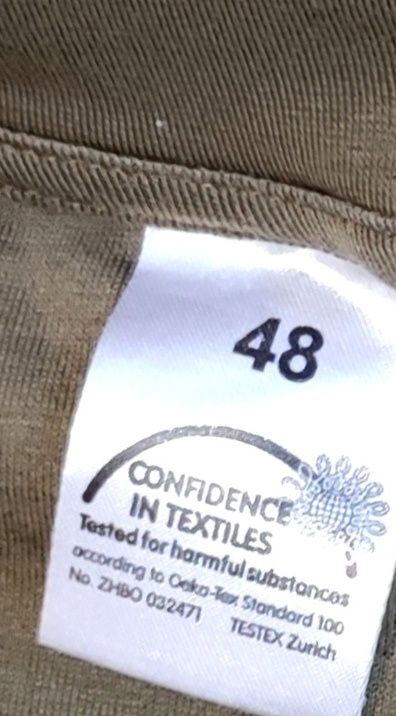 48
CONFIDENCE
IN TEXTILES
Tested for harmful substances
according to Oeko-Tex Standard 100
No. ZHBO 032471 TESTEX Zurich